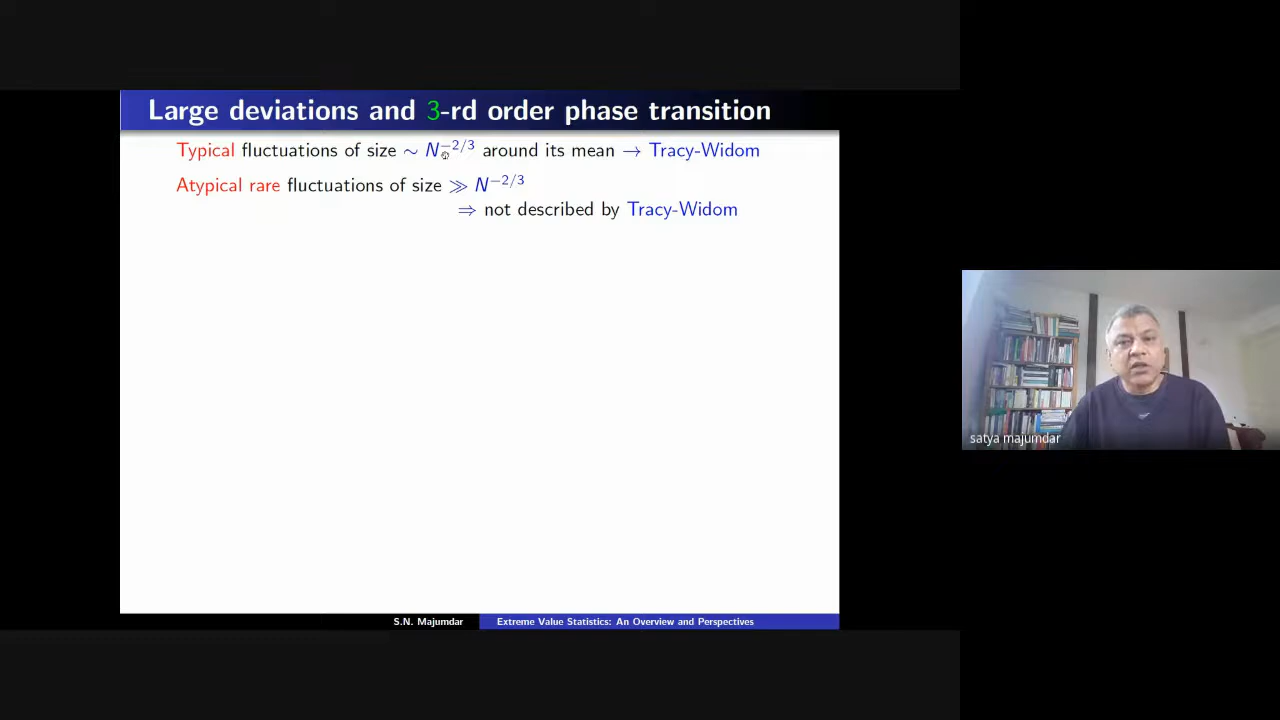 Large deviations and 3-rd order phase transition
Typical fluctuations of size ∼ N^{-2/3} around its mean → Tracy-Widom
Atypical rare fluctuations of size ≫ N^{-2/3}
⇒ not described by Tracy-Widom
satya majumdar
S.N. Majumdar Extreme Value Statistics: An Overview and Perspectives